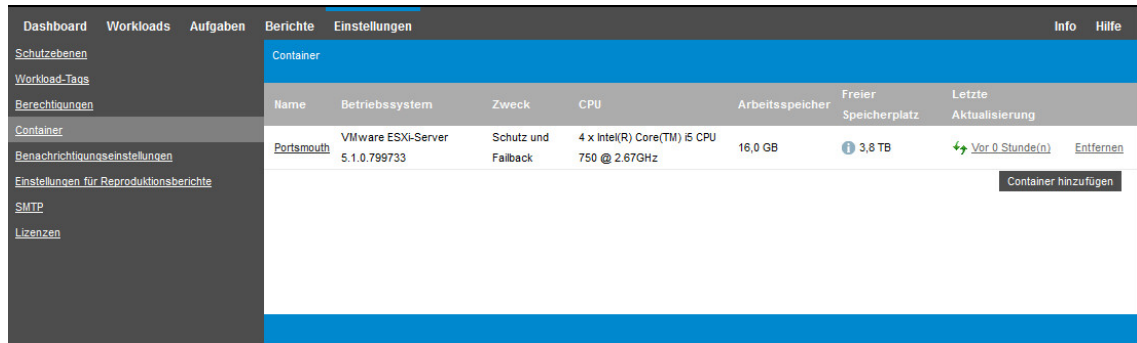 Dashboard Workloads Aufgaben Berichte Einstellungen Info Hilfe
Schutzebenen
Workload-Tags
Berechtigungen
Container
Benachrichtigungseinstellungen
Einstellungen für Reproduktionsberichte
SMTP
Lizenzen
Container
Name Betriebssystem Zweck CPU Arbeitsspeicher Freier Speicherplatz Letzte Aktualisierung
Portsmouth VMware ESXi-Server 5.1.0.799733 Schutz und Failback 4 x Intel(R) Core(TM) i5 CPU 750 @ 2.67GHz 16,0 GB 3,8 TB Vor 0 Stunde(n) Entfernen
Container hinzufügen